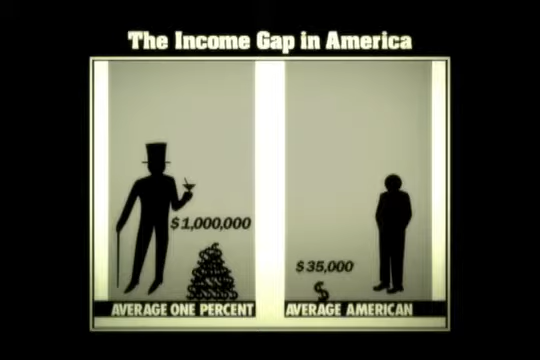 The Income Gap in America
$1,000,000
$35,000
$
AVERAGE ONE PERCENT
AVERAGE AMERICAN